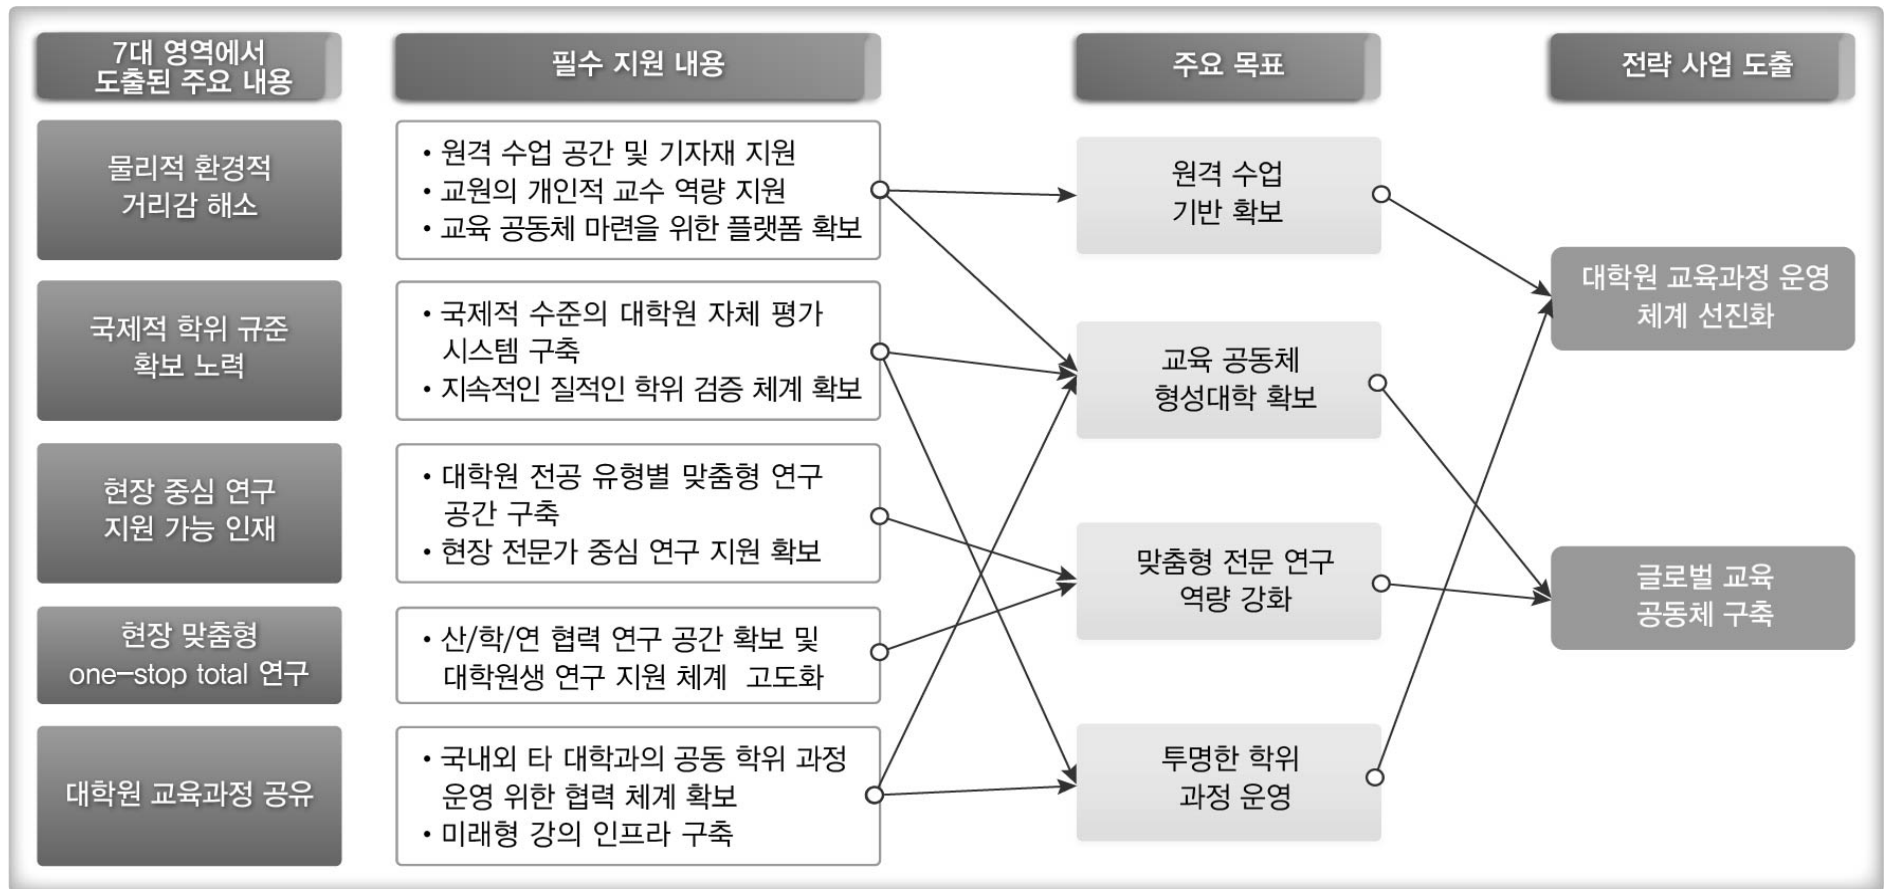 7대 영역에서
도출된 주요 내용
필수 지원 내용
주요 목표
전략 사업 도출
물리적 환경적
거리감 해소
• 원격 수업 공간 및 기자재 지원
• 교원의 개인적 교수 역량 지원
• 교육 공동체 마련을 위한 플랫폼 확보
국제적 학위 규준
확보 노력
• 국제적 수준의 대학원 자체 평가
시스템 구축
• 지속적인 질적인 학위 검증 체계 확보
현장 중심 연구
지원 가능 인재
• 대학원 전공 유형별 맞춤형 연구
공간 구축
• 현장 전문가 중심 연구 지원 확보
현장 맞춤형
one-stop total 연구
• 산/학/연 협력 연구 공간 확보 및
대학원생 연구 지원 체계 고도화
대학원 교육과정 공유
• 국내외 타 대학과의 공동 학위 과정
운영 위한 협력 체계 확보
• 미래형 강의 인프라 구축
원격 수업
기반 확보
교육 공동체
형성대학 확보
맞춤형 전문 연구
역량 강화
투명한 학위
과정 운영
대학원 교육과정 운영
체계 선진화
글로벌 교육
공동체 구축